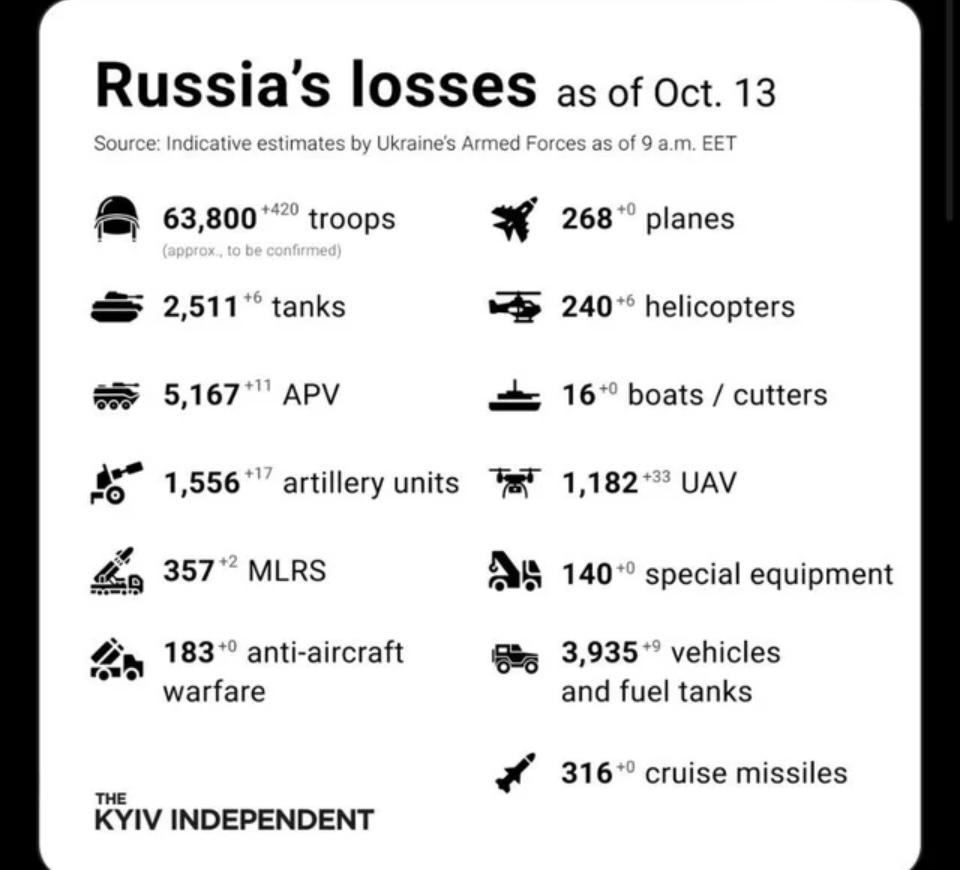 Russia's losses as of Oct. 13
Source: Indicative estimates by Ukraine's Armed Forces as of 9 a.m. EET
63,800 +420 troops
(approx., to be confirmed)
2,511 +6 tanks
5,167 +11 APV
1,556 +17 artillery units
357 +2 MLRS
183 +0 anti-aircraft
warfare
268 +0 planes
240 +6 helicopters
16 +0 boats / cutters
1,182 +33 UAV
140 +0 special equipment
3,935 +9 vehicles
and fuel tanks
316 +0 cruise missiles
THE
KYIV INDEPENDENT